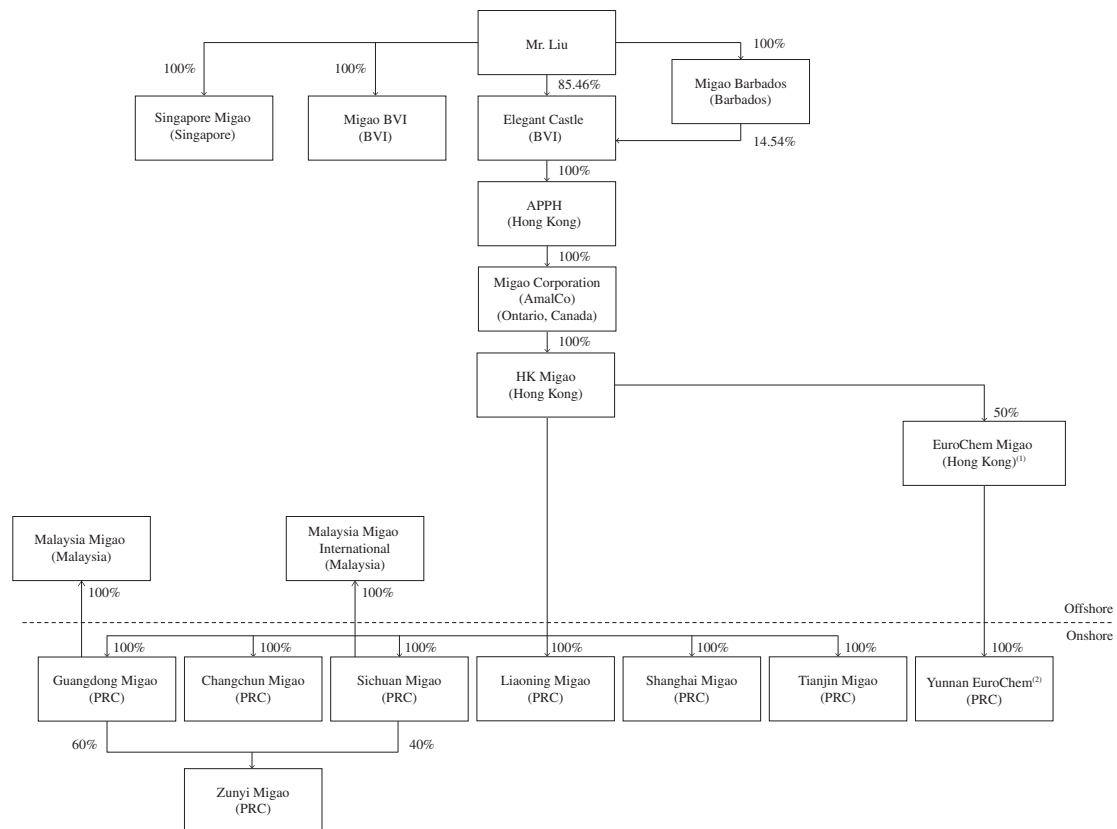 Mr. Liu
100%
100%
85.46%
100%
Singapore Migao
(Singapore)
Migao BVI
(BVI)
Elegant Castle
(BVI)
Migao Barbados
(Barbados)
14.54%
100%
APPH
(Hong Kong)
100%
Migao Corporation
(AmalCo)
(Ontario, Canada)
100%
HK Migao
(Hong Kong)
50%
EuroChem Migao
(Hong Kong)(1)
Malaysia Migao
(Malaysia)
Malaysia Migao
International
(Malaysia)
100%
100%
Offshore
Onshore
100%
100%
100%
100%
100%
100%
100%
Guangdong Migao
(PRC)
Changchun Migao
(PRC)
Sichuan Migao
(PRC)
Liaoning Migao
(PRC)
Shanghai Migao
(PRC)
Tianjin Migao
(PRC)
Yunnan EuroChem(2)
(PRC)
60%
40%
Zunyi Migao
(PRC)